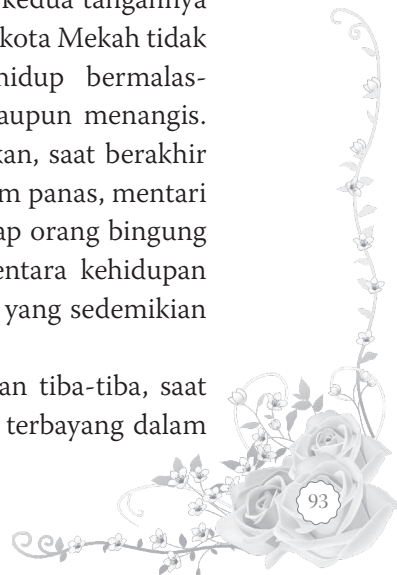 kedua tangannya
kota Mekah tidak
hidup bermalas-
aupun menangis.
kan, saat berakhir
m panas, mentari
ap orang bingung
entara kehidupan
yang sedemikian
an tiba-tiba, saat
terbayang dalam
93